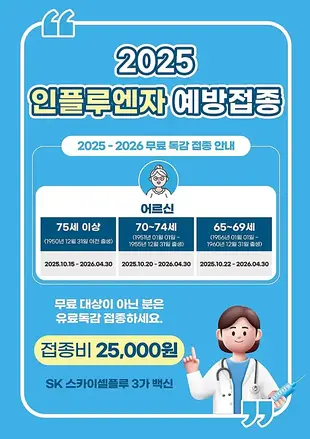 2025
인플루엔자 예방접종
2025 - 2026 무료 독감 접종 안내
어르신
75세 이상
(1950년 12월 31일 이전 출생)
2025.10.15 - 2026.04.30
70~74세
(1951년 01월 01일 ~
1955년 12월 31일 출생)
2025.10.20 - 2026.04.30
65~69세
(1956년 01월 01일 ~
1960년 12월 31일 출생)
2025.10.22 - 2026.04.30
무료 대상이 아닌 분은
유료독감 접종하세요.
접종비 25,000원
SK 스카이셀플루 3가 백신